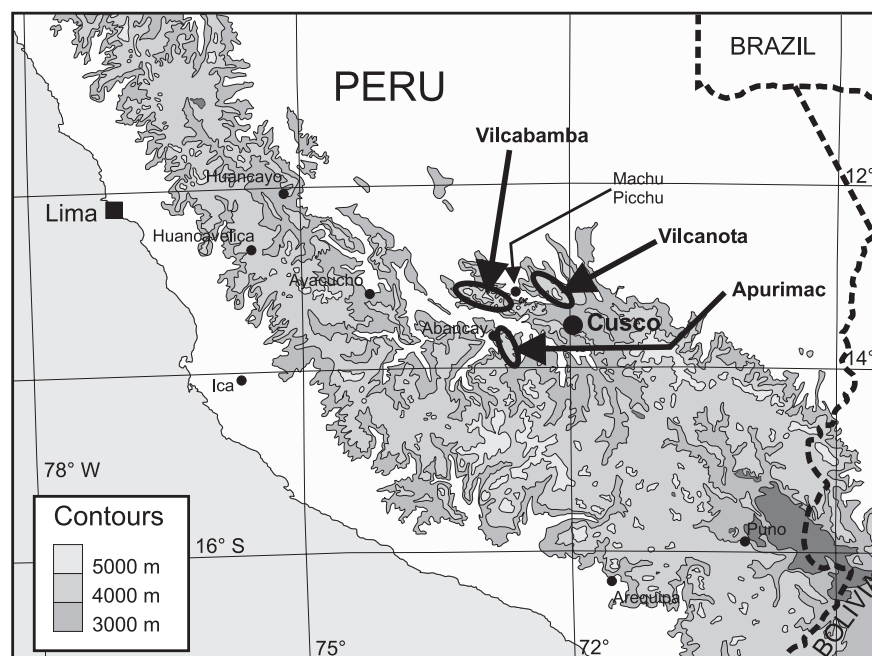 BRAZIL
PERU
Vilcabamba
Machu
Picchu
Huancayo
12°
Lima
Huancavelica
Vilcanota
Ayacucho
Apurimac
Abancay
Cusco
14°
Ica
78° W
Contours
5000 m
4000 m
3000 m
16° S
Puno
Arequipa
BOLIVIA
75°
72°